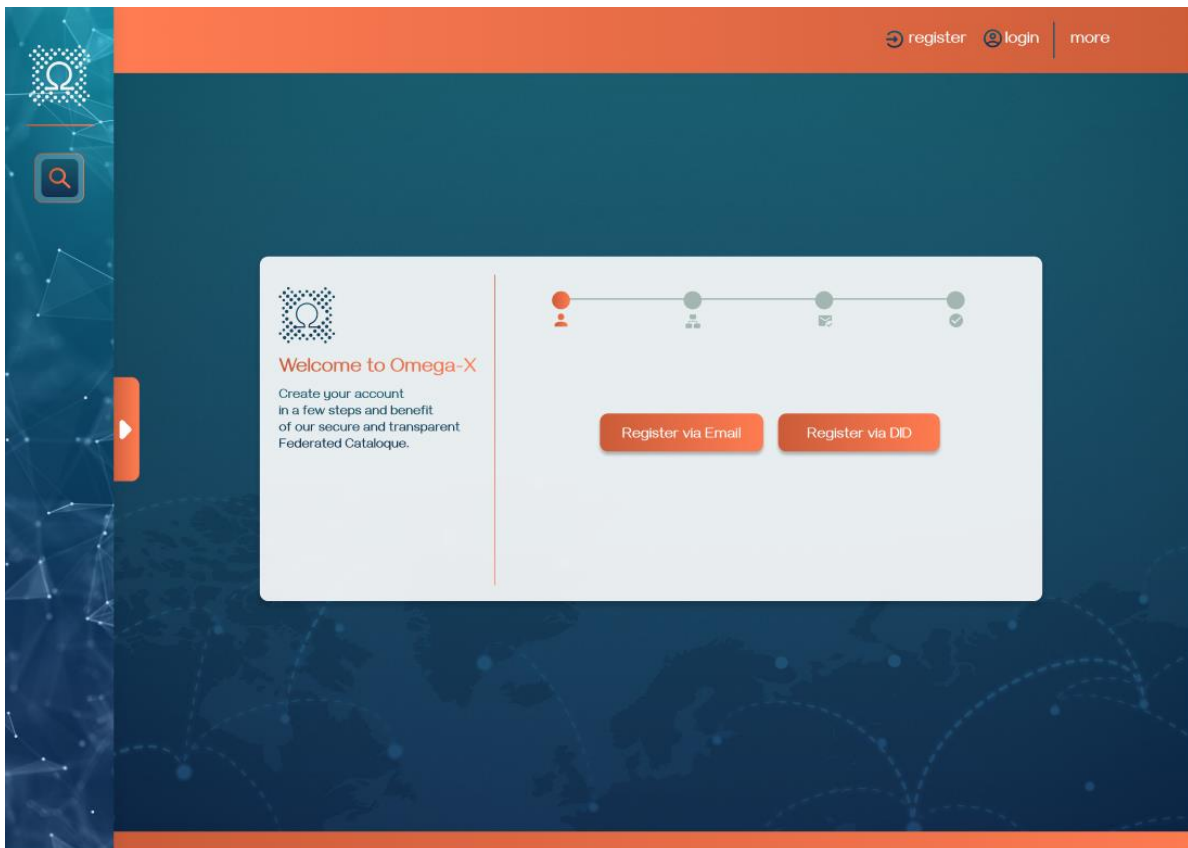 register
login
more
Ω
Ω
Welcome to Omega-X
Create your account
in a few steps and benefit
of our secure and transparent
Federated Cataloque.
Register via Email
Register via DID